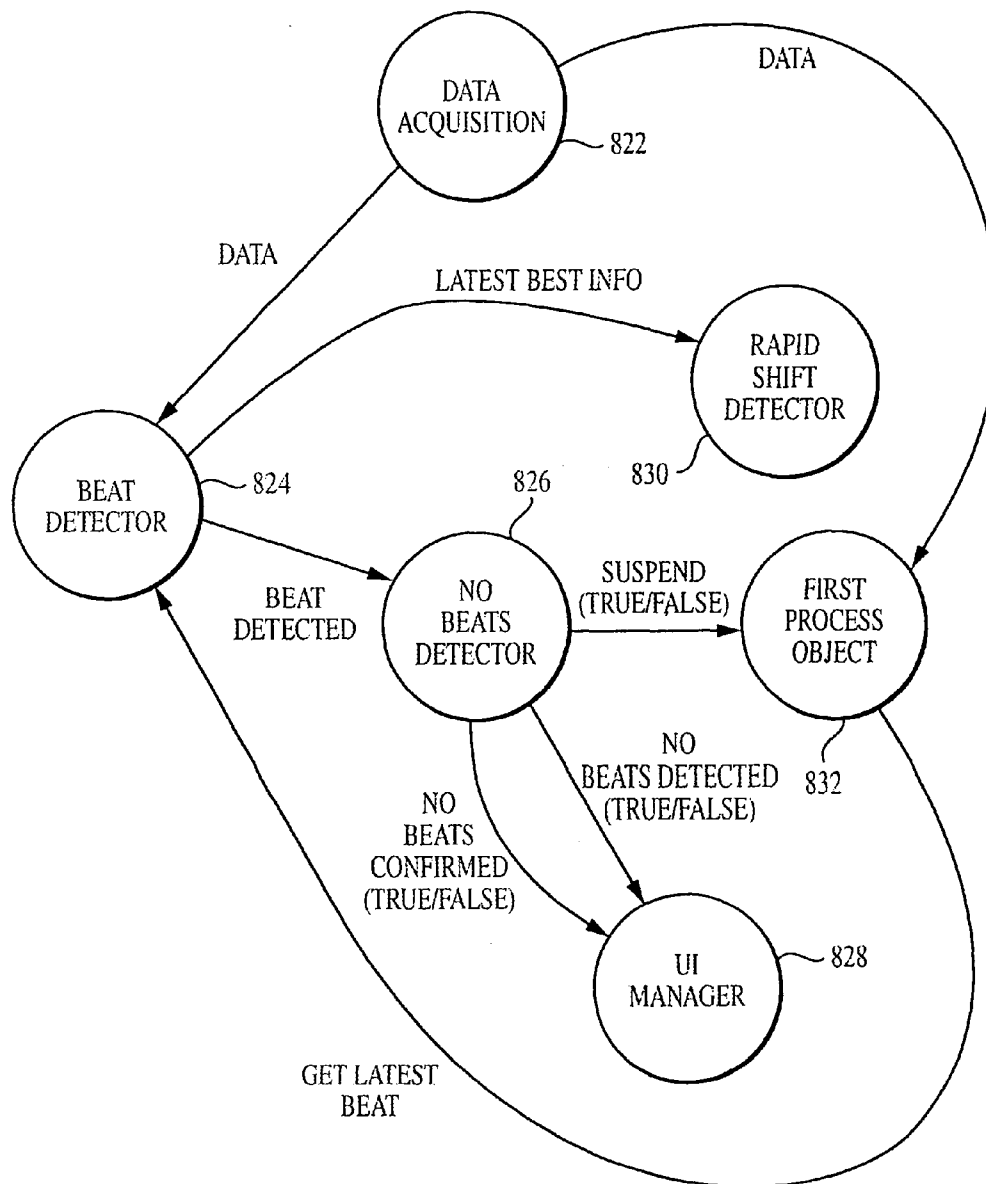 DATA
ACQUISITION
822
DATA
DATA
LATEST BEST INFO
RAPID
SHIFT
DETECTOR
830
BEAT
DETECTOR
824
826
BEAT
DETECTED
NO
BEATS
DETECTOR
SUSPEND
(TRUE/FALSE)
FIRST
PROCESS
OBJECT
832
NO
BEATS DETECTED
(TRUE/FALSE)
NO
BEATS
CONFIRMED
(TRUE/FALSE)
UI
MANAGER
828
GET LATEST
BEAT